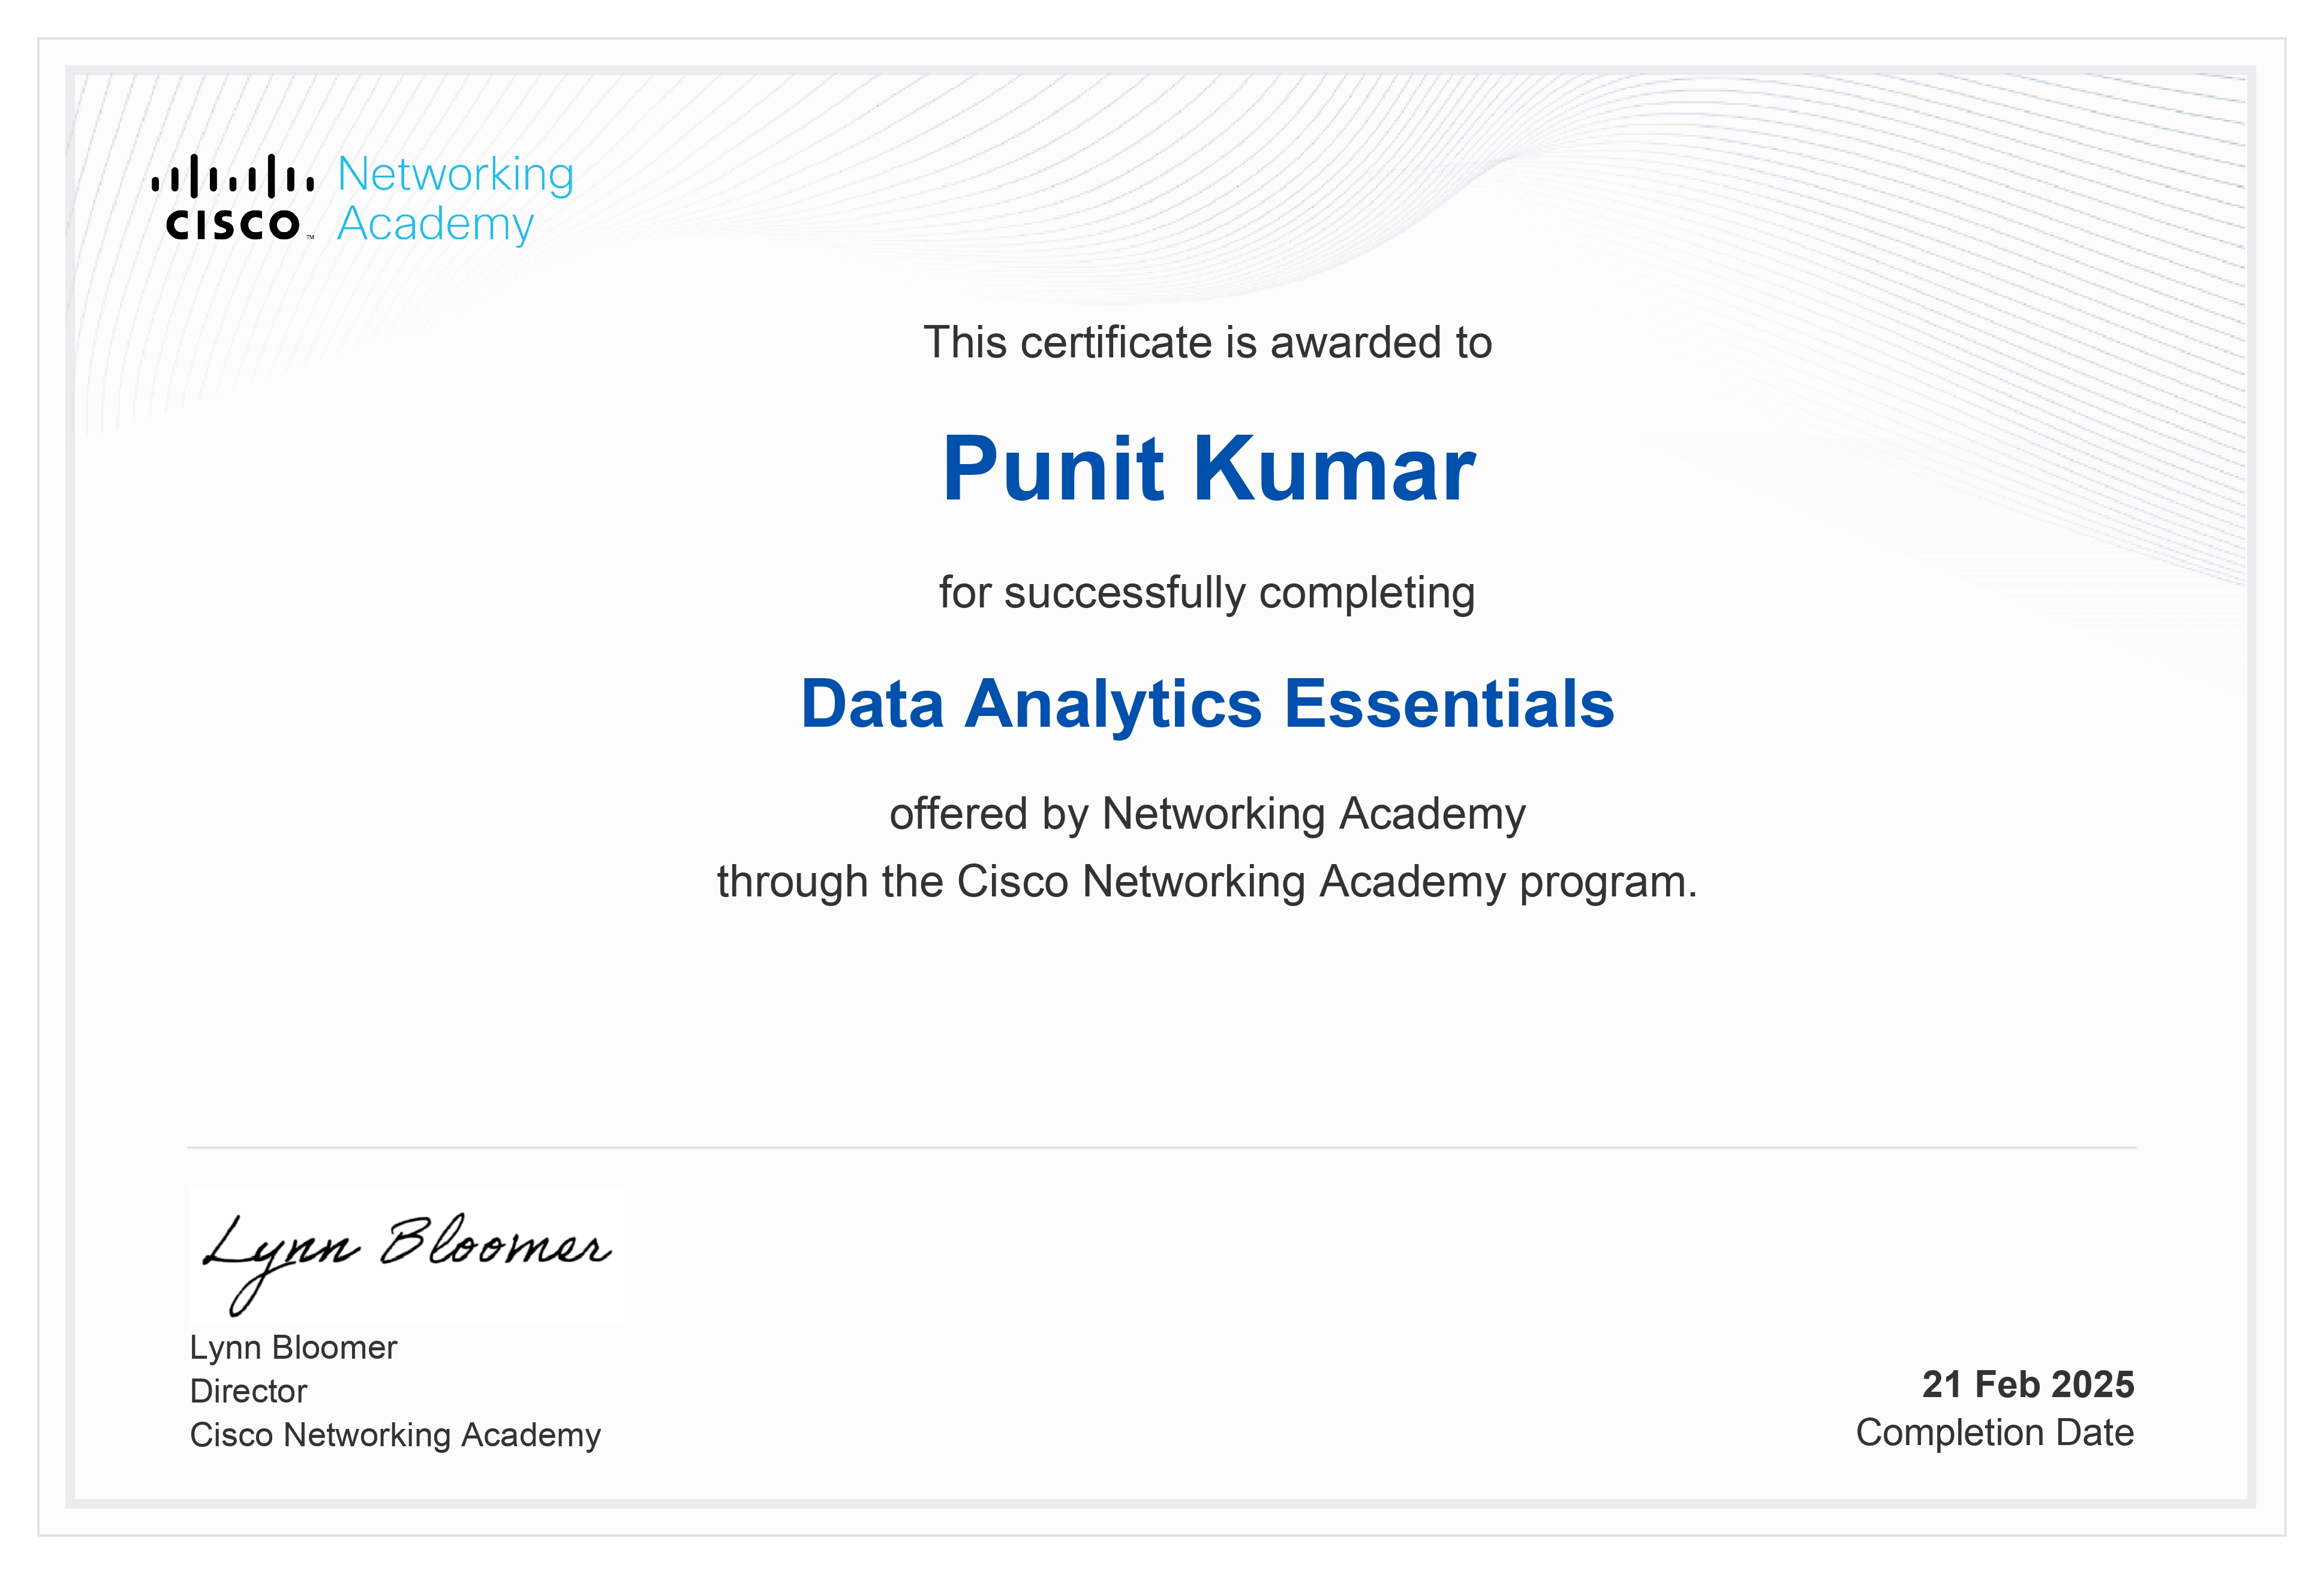 Networking
Academy
CISCO™
This certificate is awarded to
Punit Kumar
for successfully completing
Data Analytics Essentials
offered by Networking Academy
through the Cisco Networking Academy program.
Lynn Bloomer
Lynn Bloomer
Director
Cisco Networking Academy
21 Feb 2025
Completion Date